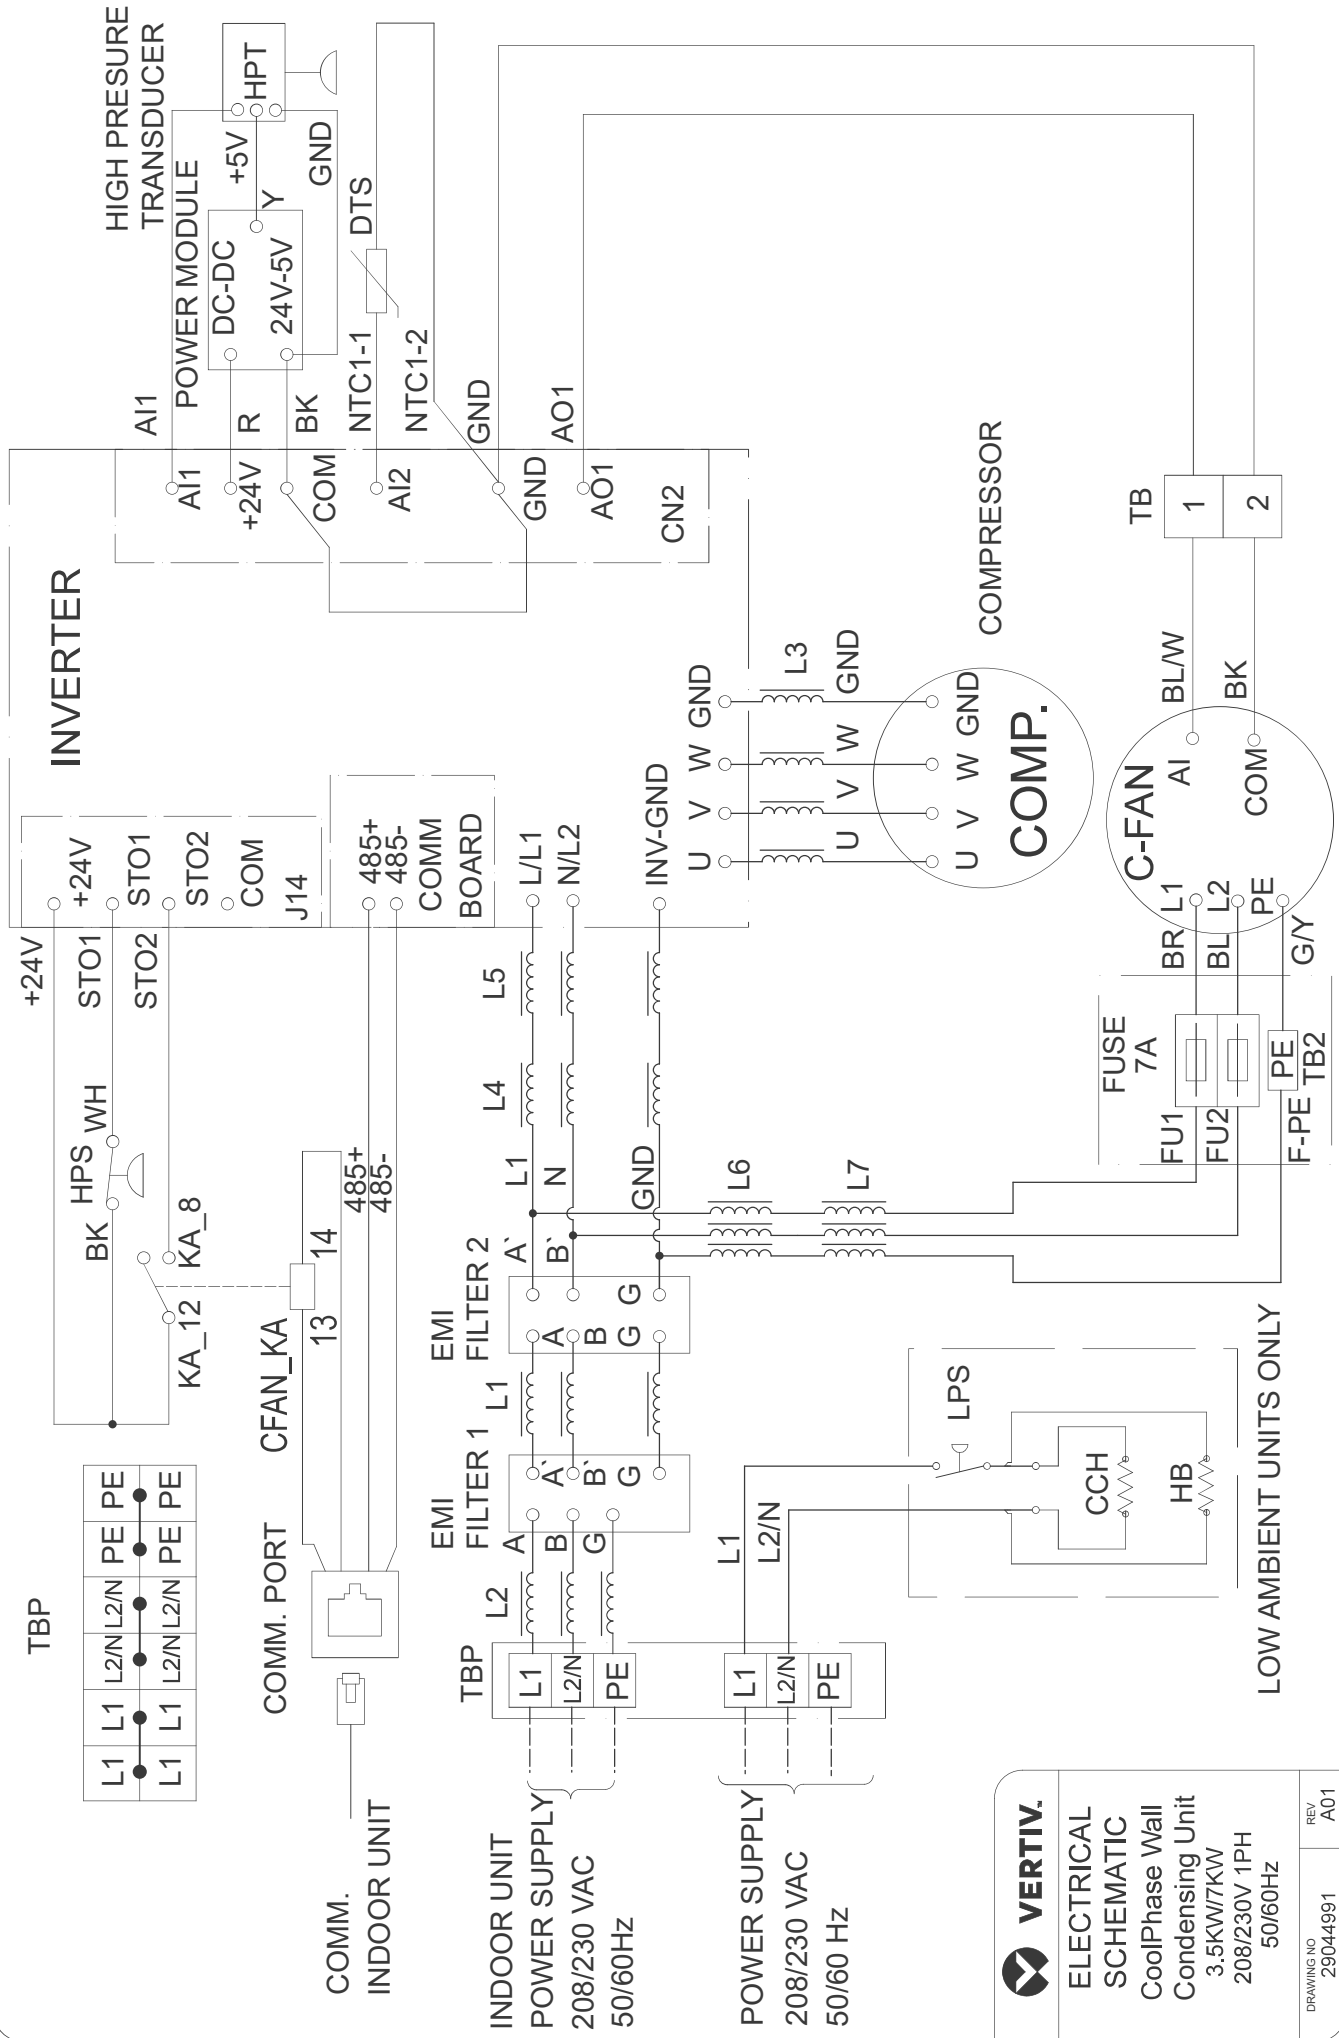 TBP
L1 L1 L2/N L2/N PE PE
L1 L1 L2/N L2/N PE PE
+24V
STO1
STO2
HPS
BK
WH
KA_12
KA_8
CFAN_KA
13
14
485+
485-
COMM. PORT
COMM.
INDOOR UNIT
INVERTER
+24V
STO1
STO2
COM
J14
485+
485-
COMM
BOARD
L/L1
N/L2
INV-GND
U V W GND
L3
U V W GND
U V W GND
COMP.
COMPRESSOR
AI1
+24V
COM
AI2
GND
AO1
CN2
AI1
R
BK
NTC1-1
NTC1-2
GND
AO1
HIGH PRESURE
TRANSDUCER
HPT
POWER MODULE
DC-DC
24V-5V
+5V
Y
GND
DTS
INDOOR UNIT
POWER SUPPLY
208/230 VAC
50/60Hz
TBP
L1
L2/N
PE
L2
A
B
G
EMI
FILTER 1
A`
B`
G
L1
EMI
FILTER 2
A
B
G
A`
B`
G
L1
N
GND
L4
L5
L6
L7
POWER SUPPLY
208/230 VAC
50/60 Hz
L1
L2/N
PE
L1
L2/N
LPS
CCH
HB
LOW AMBIENT UNITS ONLY
FUSE
7A
FU1
FU2
F-PE
PE
TB2
BR
BL
G/Y
L1
L2
PE
C-FAN
AI
COM
BL/W
BK
TB
1
2
VERTIV™
ELECTRICAL
SCHEMATIC
CoolPhase Wall
Condensing Unit
3.5KW/7KW
208/230V 1PH
50/60Hz
DRAWING NO
29044991
REV
A01